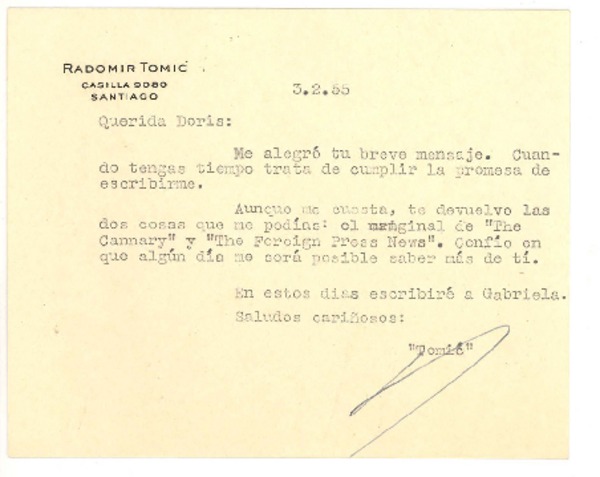 RADOMIR TOMIC
CASILLA 9080
SANTIAGO
3.2.55
Querida Doris:
Me alegró tu breve mensaje. Cuan-
do tengas tiempo trata de cumplir la promesa de
escribirme.
Aunque me cuesta, te devuelvo las
dos cosas que me pedías: el original de "The
Cannary" y "The Foreign Press News". Confío en
que algún día me será posible saber más de tí.
En estos dias escribiré a Gabriela.
Saludos cariñosos:
"Tomić"